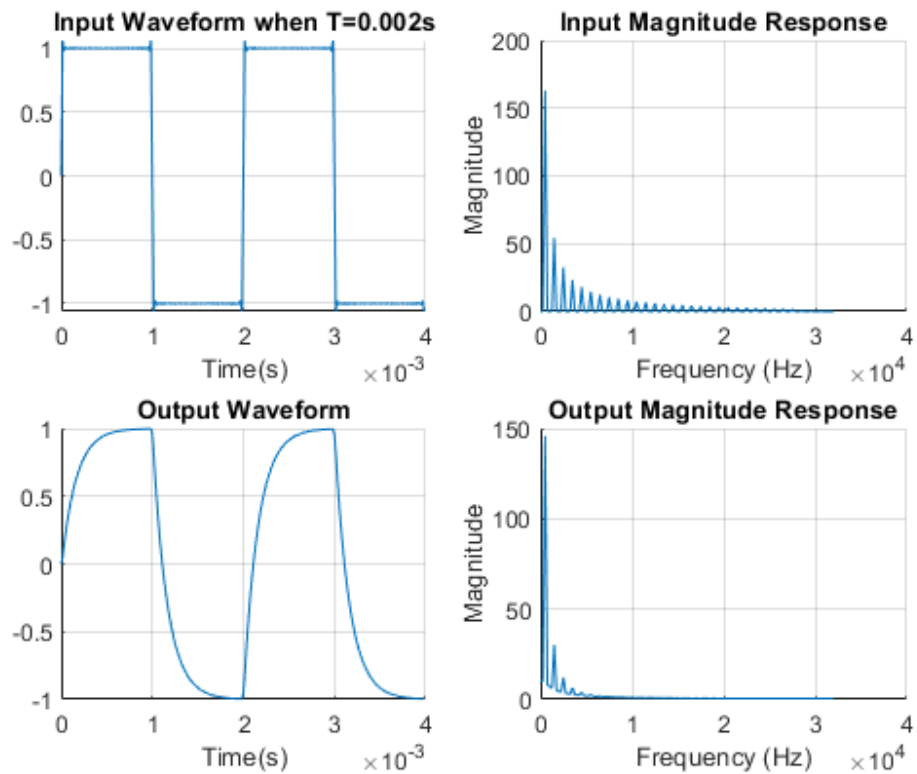 Input Waveform when T=0.002s
1
0.5
0
-0.5
-1
0 1 2 3 4
Time(s) ×10-3
Input Magnitude Response
200
150
100
50
0
Magnitude
0 1 2 3 4
Frequency (Hz) ×104
Output Waveform
1
0.5
0
-0.5
-1
0 1 2 3 4
Time(s) ×10-3
Output Magnitude Response
150
100
50
0
Magnitude
0 1 2 3 4
Frequency (Hz) ×104